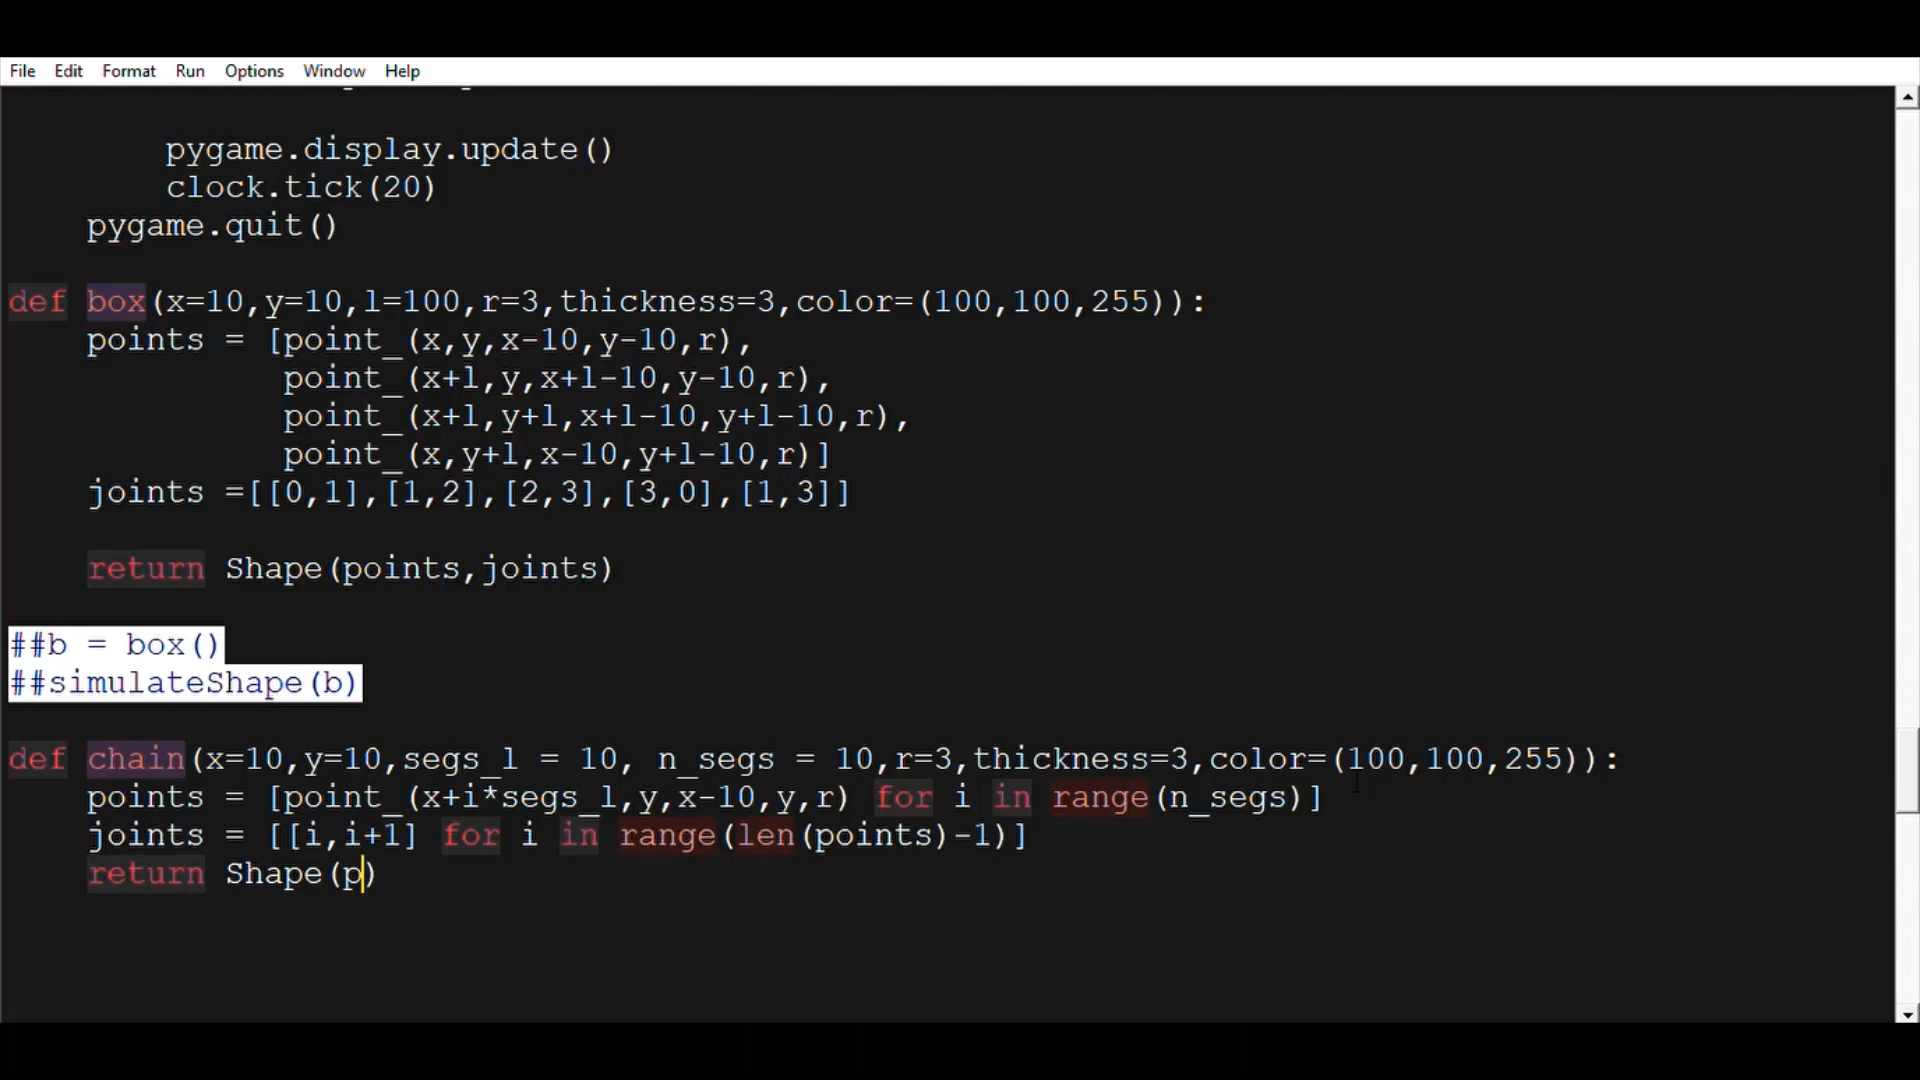 File Edit Format Run Options Window Help
pygame.display.update()
clock.tick(20)
pygame.quit()
def box(x=10,y=10,l=100,r=3,thickness=3,color=(100,100,255)):
points = [point_(x,y,x-10,y-10,r),
point_(x+l,y,x+l-10,y-10,r),
point_(x+l,y+l,x+l-10,y+l-10,r),
point_(x,y+l,x-10,y+l-10,r)]
joints =[[0,1],[1,2],[2,3],[3,0],[1,3]]
return Shape(points,joints)
##b = box()
##simulateShape(b)
def chain(x=10,y=10,segs_l = 10, n_segs = 10,r=3,thickness=3,color=(100,100,255)):
points = [point_(x+i*segs_l,y,x-10,y,r) for i in range(n_segs)]
joints = [[i,i+1] for i in range(len(points)-1)]
return Shape(p)